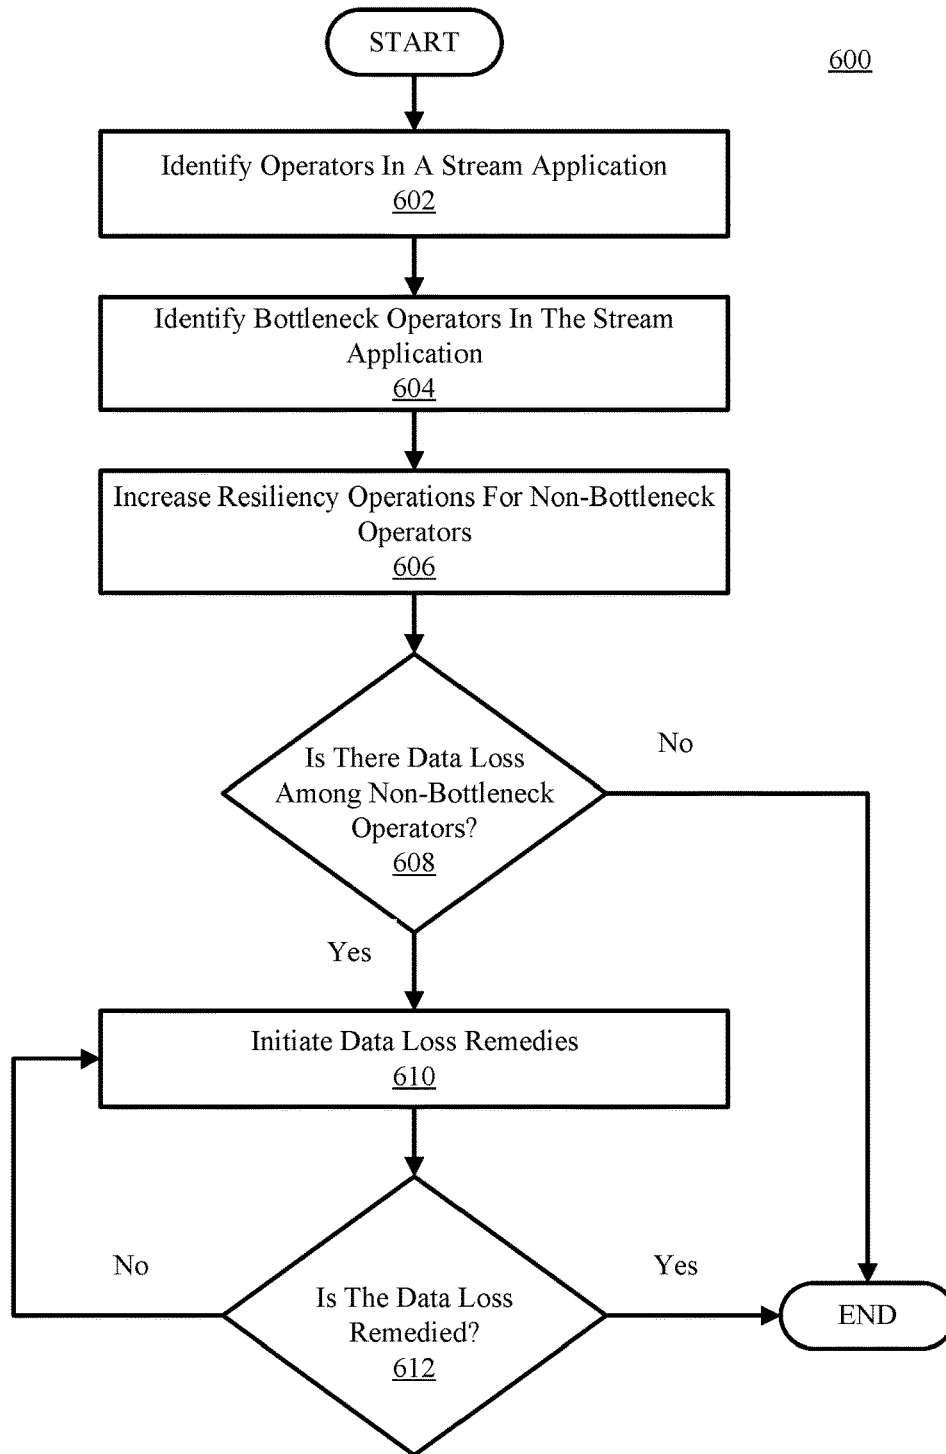 START
600
Identify Operators In A Stream Application
602
Identify Bottleneck Operators In The Stream
Application
604
Increase Resiliency Operations For Non-Bottleneck
Operators
606
Is There Data Loss
Among Non-Bottleneck
Operators?
608
No
Yes
Initiate Data Loss Remedies
610
No
Yes
Is The Data Loss
Remedied?
612
END